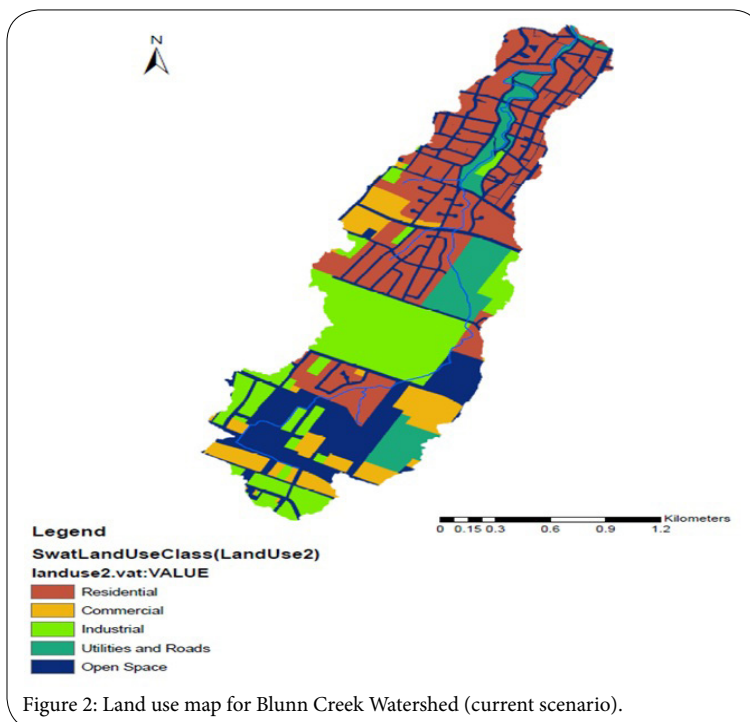 N
Kilometers
0 0.15 0.3 0.6 0.9 1.2
Legend
SwatLandUseClass(LandUse2)
landuse2.vat:VALUE
Residential
Commercial
Industrial
Utilities and Roads
Open Space
Figure 2: Land use map for Blunn Creek Watershed (current scenario).